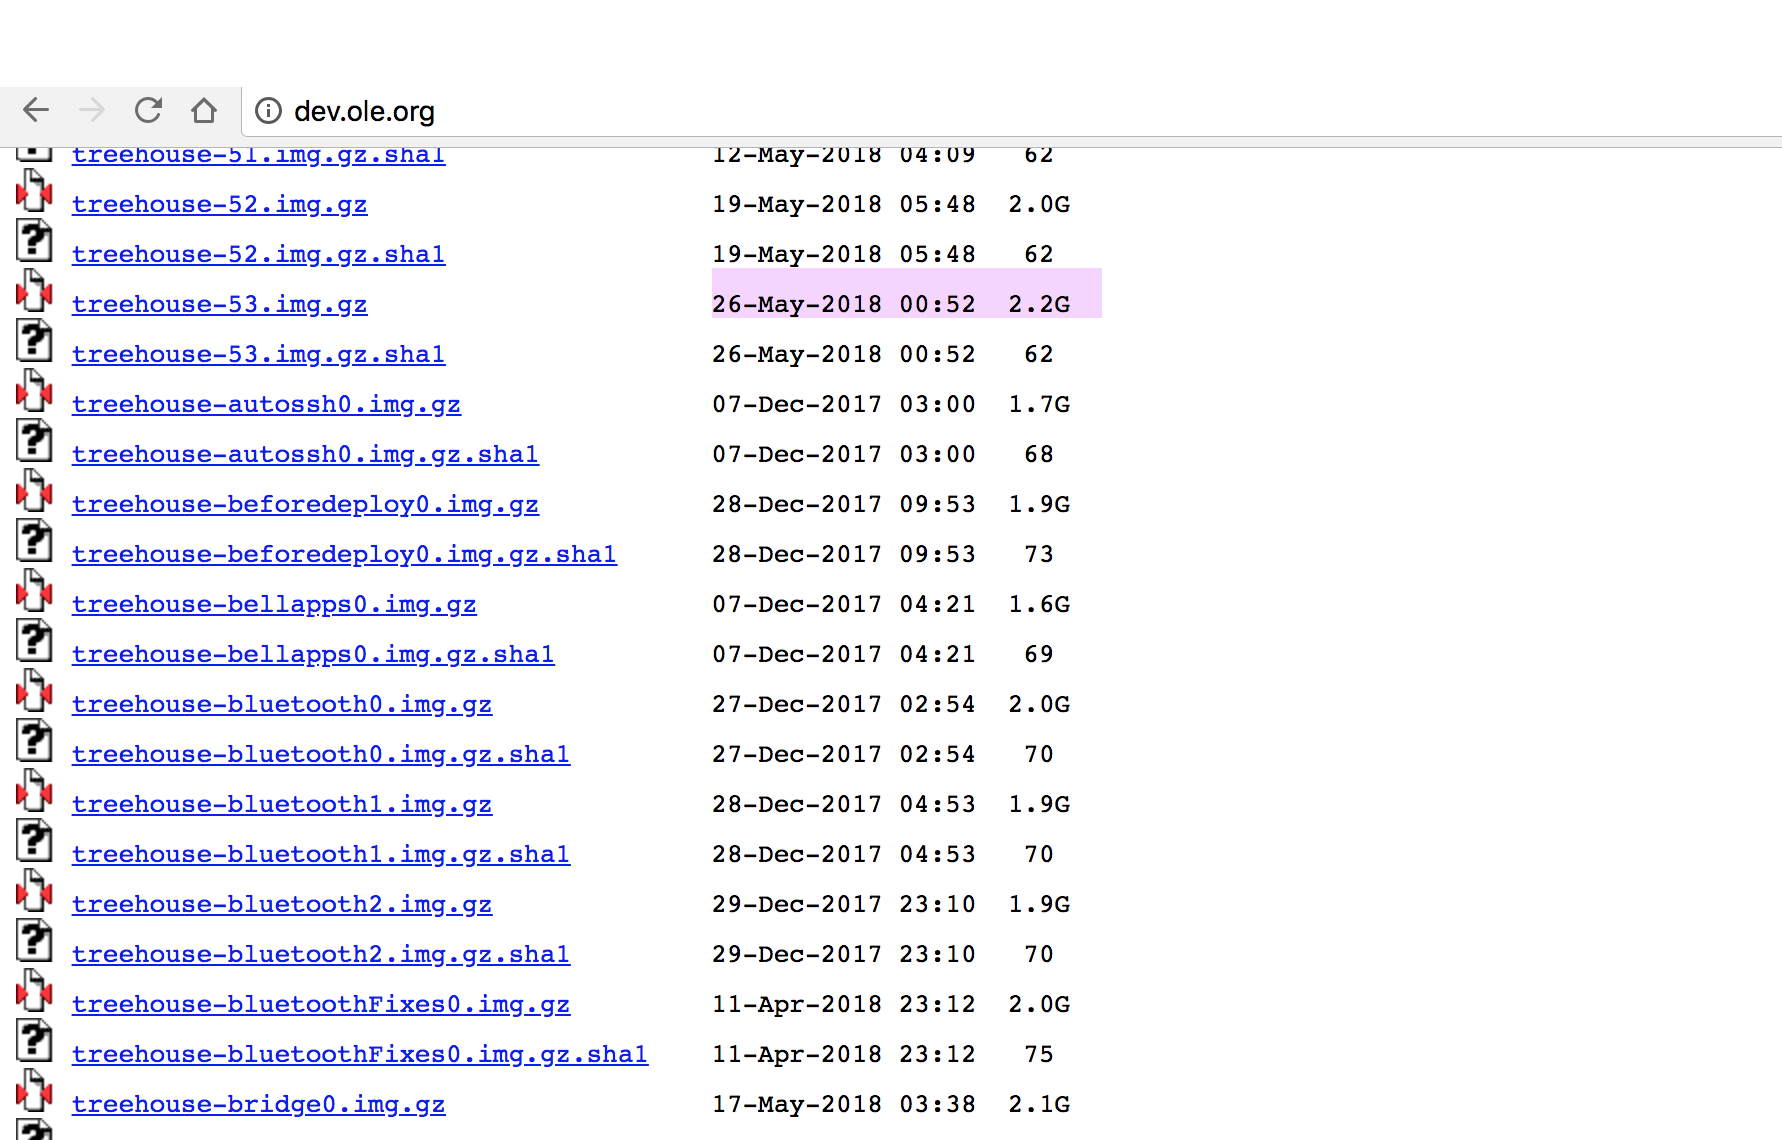 dev.ole.org
treehouse-51.img.gz.sha1 12-May-2018 04:09 62
treehouse-52.img.gz 19-May-2018 05:48 2.0G
treehouse-52.img.gz.sha1 19-May-2018 05:48 62
treehouse-53.img.gz 26-May-2018 00:52 2.2G
treehouse-53.img.gz.sha1 26-May-2018 00:52 62
treehouse-autossh0.img.gz 07-Dec-2017 03:00 1.7G
treehouse-autossh0.img.gz.sha1 07-Dec-2017 03:00 68
treehouse-beforedeploy0.img.gz 28-Dec-2017 09:53 1.9G
treehouse-beforedeploy0.img.gz.sha1 28-Dec-2017 09:53 73
treehouse-bellapps0.img.gz 07-Dec-2017 04:21 1.6G
treehouse-bellapps0.img.gz.sha1 07-Dec-2017 04:21 69
treehouse-bluetooth0.img.gz 27-Dec-2017 02:54 2.0G
treehouse-bluetooth0.img.gz.sha1 27-Dec-2017 02:54 70
treehouse-bluetooth1.img.gz 28-Dec-2017 04:53 1.9G
treehouse-bluetooth1.img.gz.sha1 28-Dec-2017 04:53 70
treehouse-bluetooth2.img.gz 29-Dec-2017 23:10 1.9G
treehouse-bluetooth2.img.gz.sha1 29-Dec-2017 23:10 70
treehouse-bluetoothFixes0.img.gz 11-Apr-2018 23:12 2.0G
treehouse-bluetoothFixes0.img.gz.sha1 11-Apr-2018 23:12 75
treehouse-bridge0.img.gz 17-May-2018 03:38 2.1G